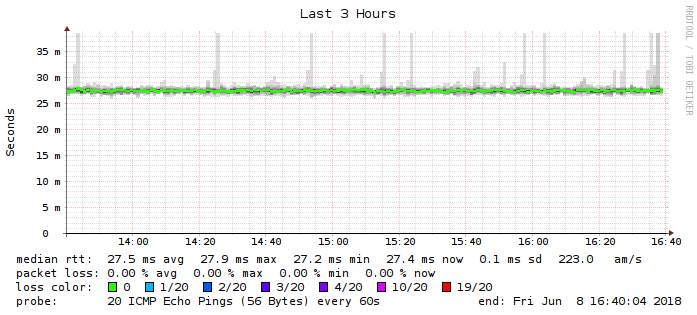 Last 3 Hours
RRDTOOL / TOBI OETIKER
Seconds
35 m
30 m
25 m
20 m
15 m
10 m
5 m
0
14:00 14:20 14:40 15:00 15:20 15:40 16:00 16:20 16:40
median rtt: 27.5 ms avg 27.9 ms max 27.2 ms min 27.4 ms now 0.1 ms sd 223.0 am/s
packet loss: 0.00 % avg 0.00 % max 0.00 % min 0.00 % now
loss color: 0 1/20 2/20 3/20 4/20 10/20 19/20
probe: 20 ICMP Echo Pings (56 Bytes) every 60s end: Fri Jun 8 16:40:04 2018